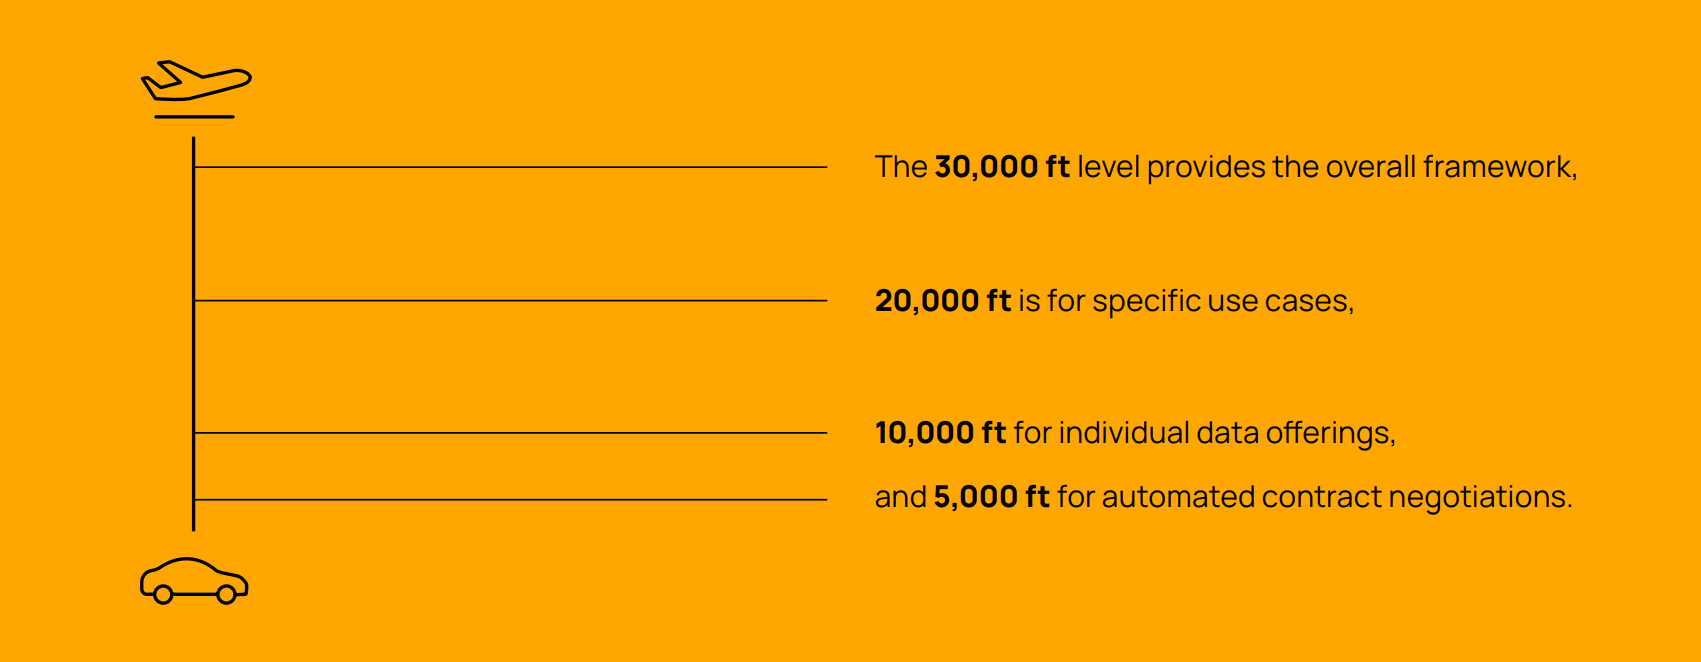 The 30,000 ft level provides the overall framework,
20,000 ft is for specific use cases,
10,000 ft for individual data offerings,
and 5,000 ft for automated contract negotiations.